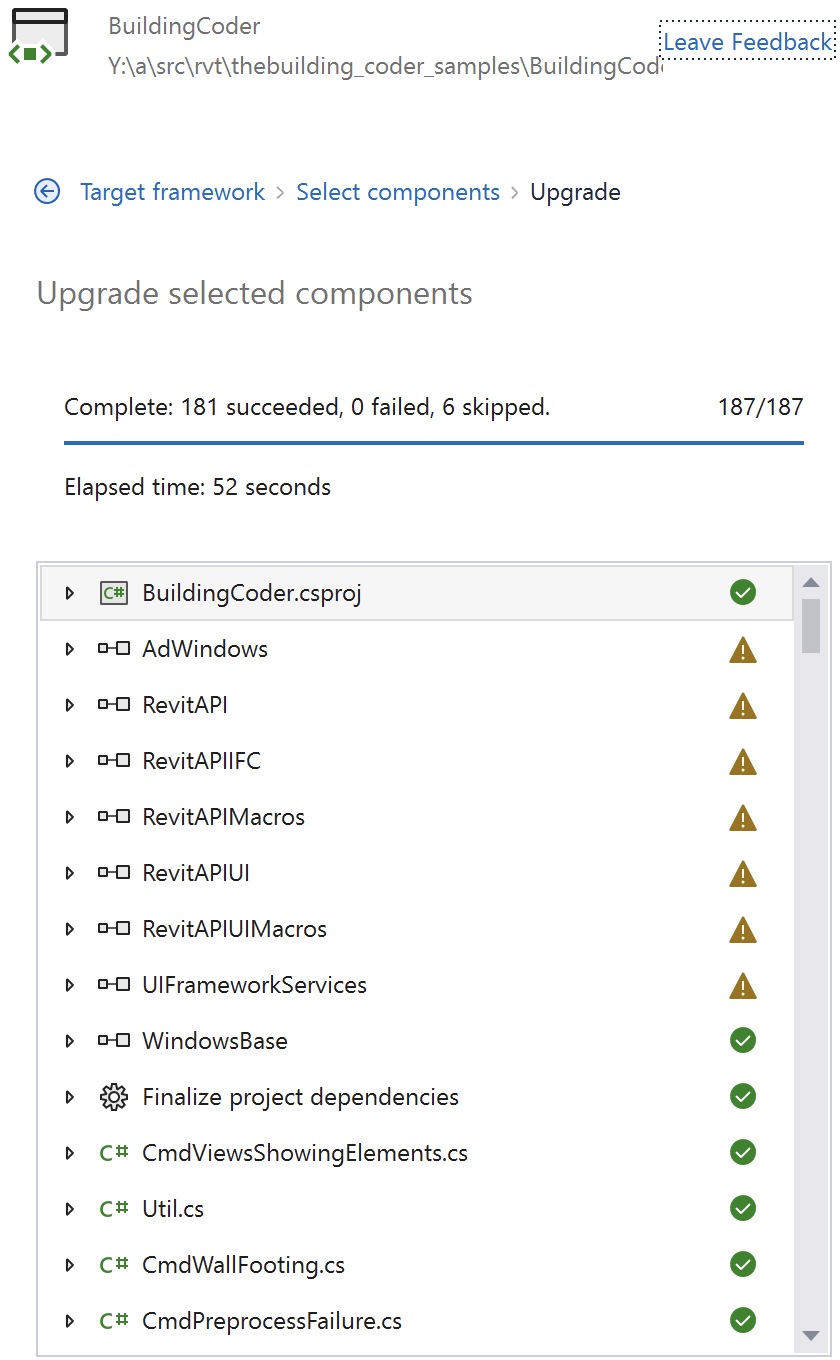 BuildingCoder
Leave Feedback
Y:\a\src\rvt\thebuilding_coder_samples\BuildingCod
Target framework > Select components > Upgrade
Upgrade selected components
Complete: 181 succeeded, 0 failed, 6 skipped. 187/187
Elapsed time: 52 seconds
C# BuildingCoder.csproj
AdWindows
RevitAPI
RevitAPIIFC
RevitAPIMacros
RevitAPIUI
RevitAPIUIMacros
UIFrameworkServices
WindowsBase
Finalize project dependencies
C# CmdViewsShowingElements.cs
C# Util.cs
C# CmdWallFooting.cs
C# CmdPreprocessFailure.cs